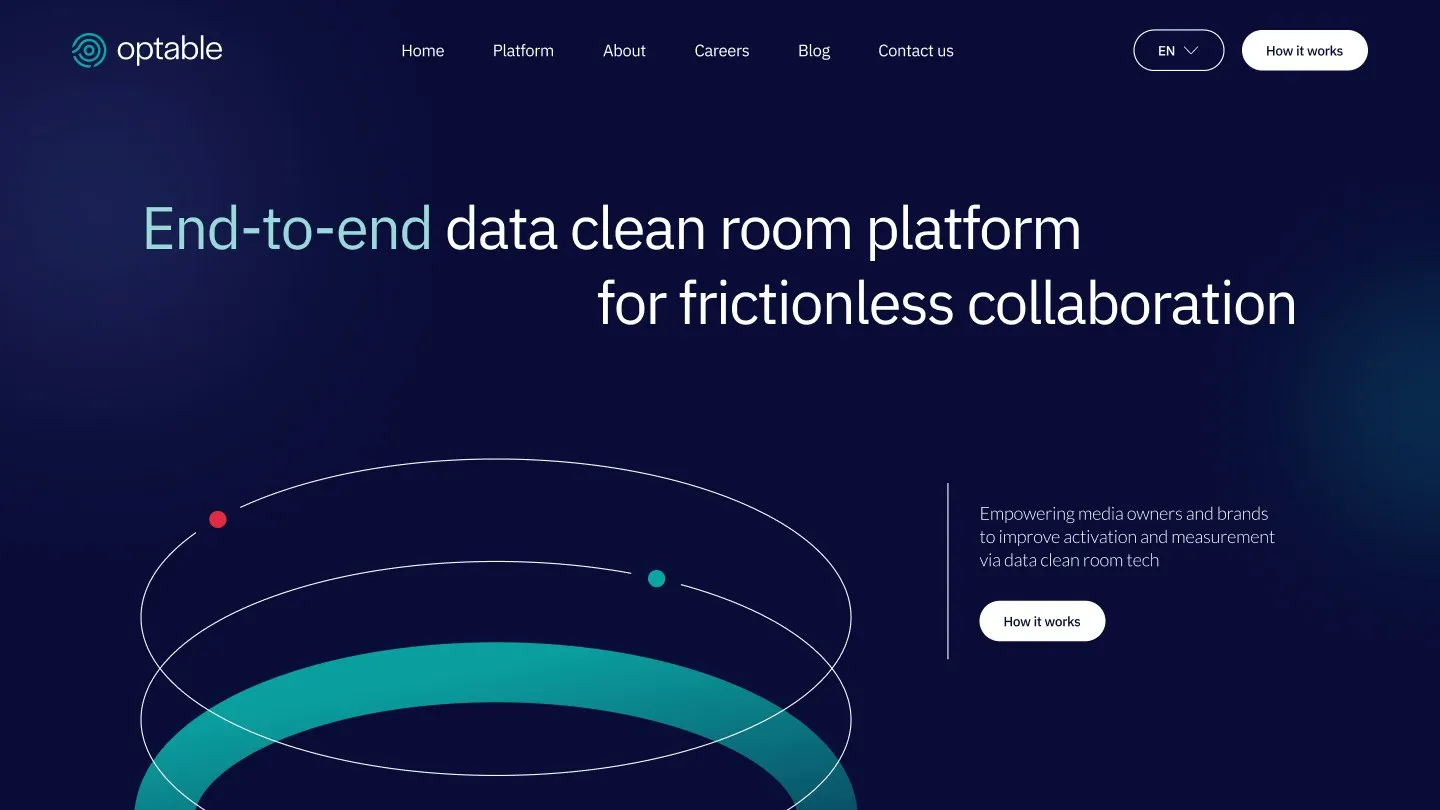 optable
Home
Platform
About
Careers
Blog
Contact us
EN
How it works
End-to-end data clean room platform
for frictionless collaboration
Empowering media owners and brands
to improve activation and measurement
via data clean room tech
How it works